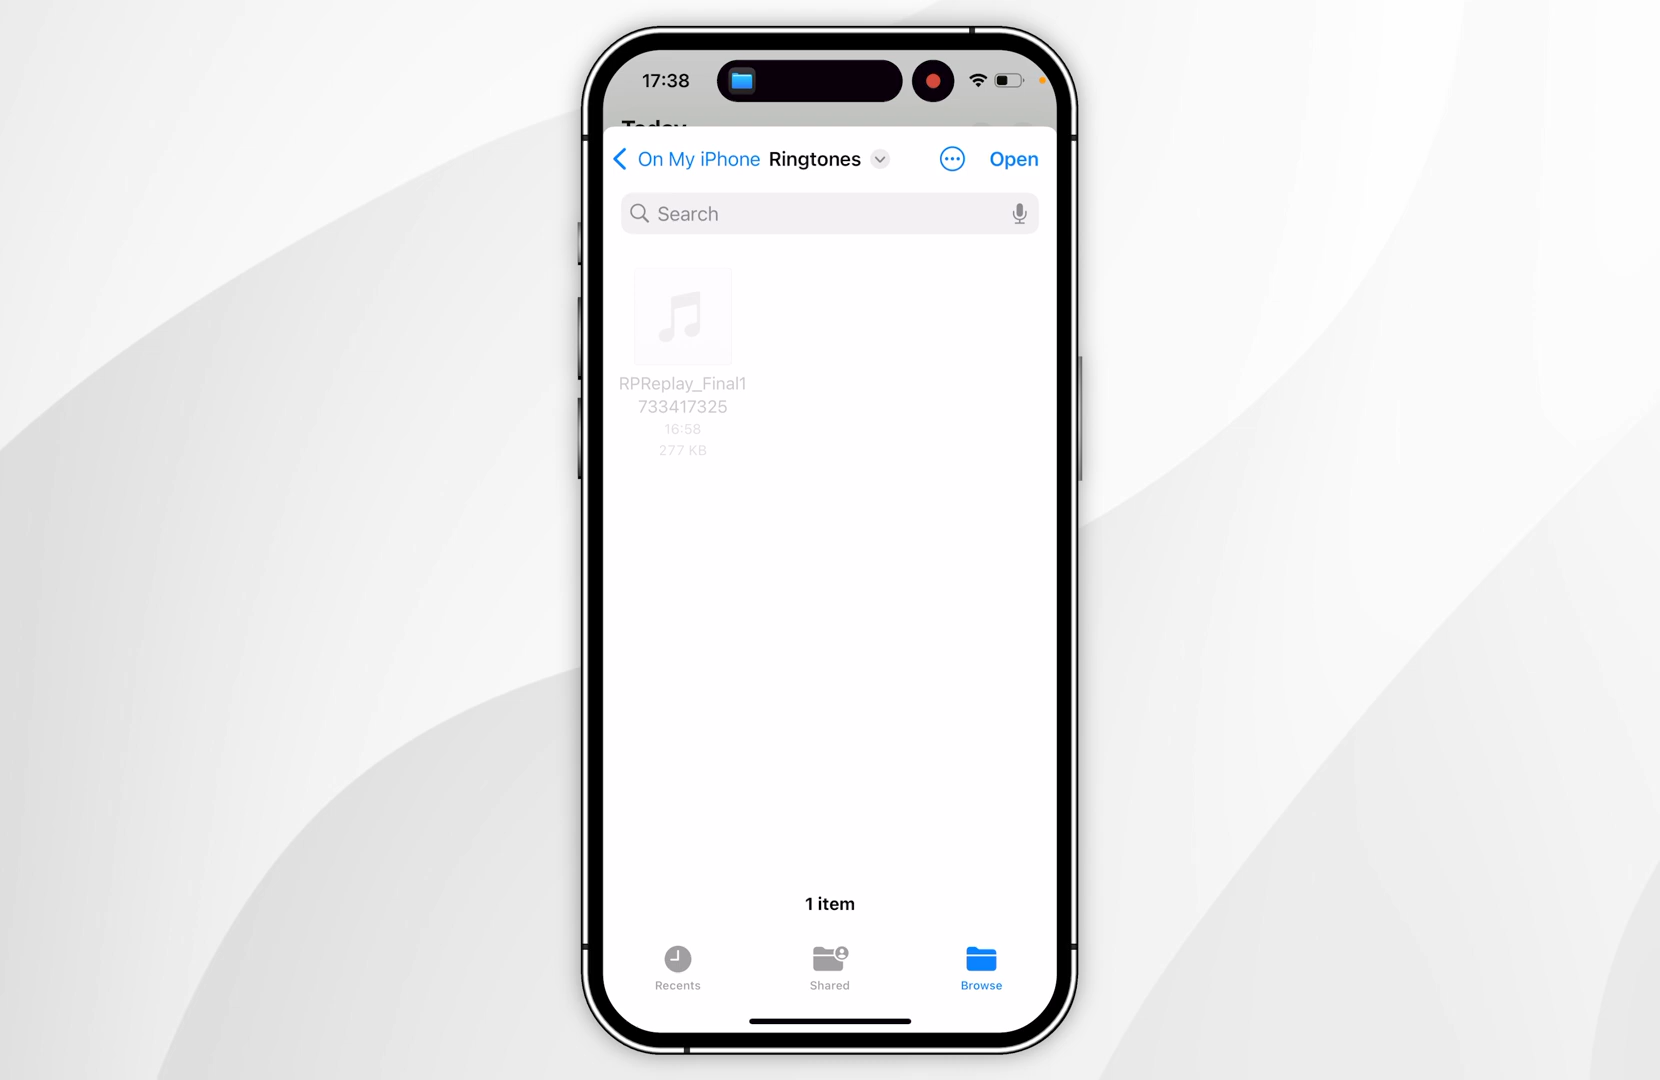 17:38
Today
On My iPhone Ringtones Open
Search
RPReplay_Final1
733417325
16:58
277 KB
1 item
Recents Shared Browse